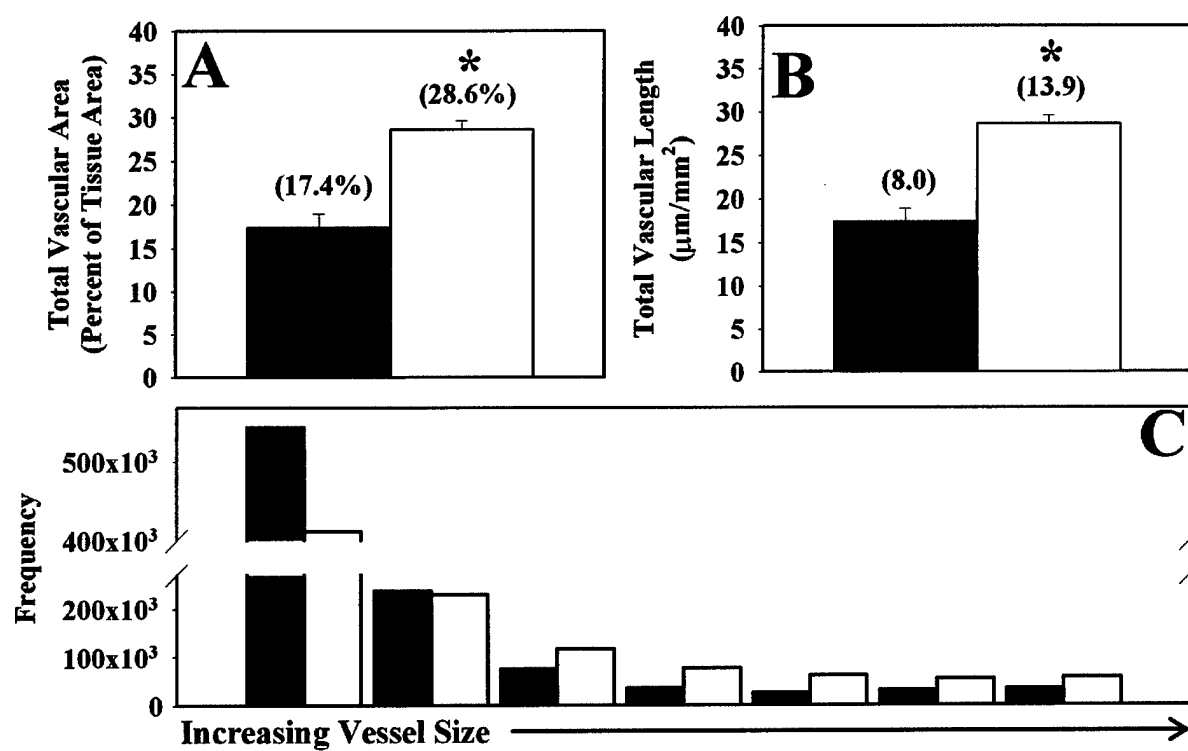 A
Total Vascular Area
(Percent of Tissue Area)
40
35
30
25
20
15
10
5
0
(17.4%)
*
(28.6%)
B
Total Vascular Length
(μm/mm²)
40
35
30
25
20
15
10
5
0
(8.0)
*
(13.9)
C
Frequency
500x10³
400x10³
200x10³
100x10³
0
Increasing Vessel Size